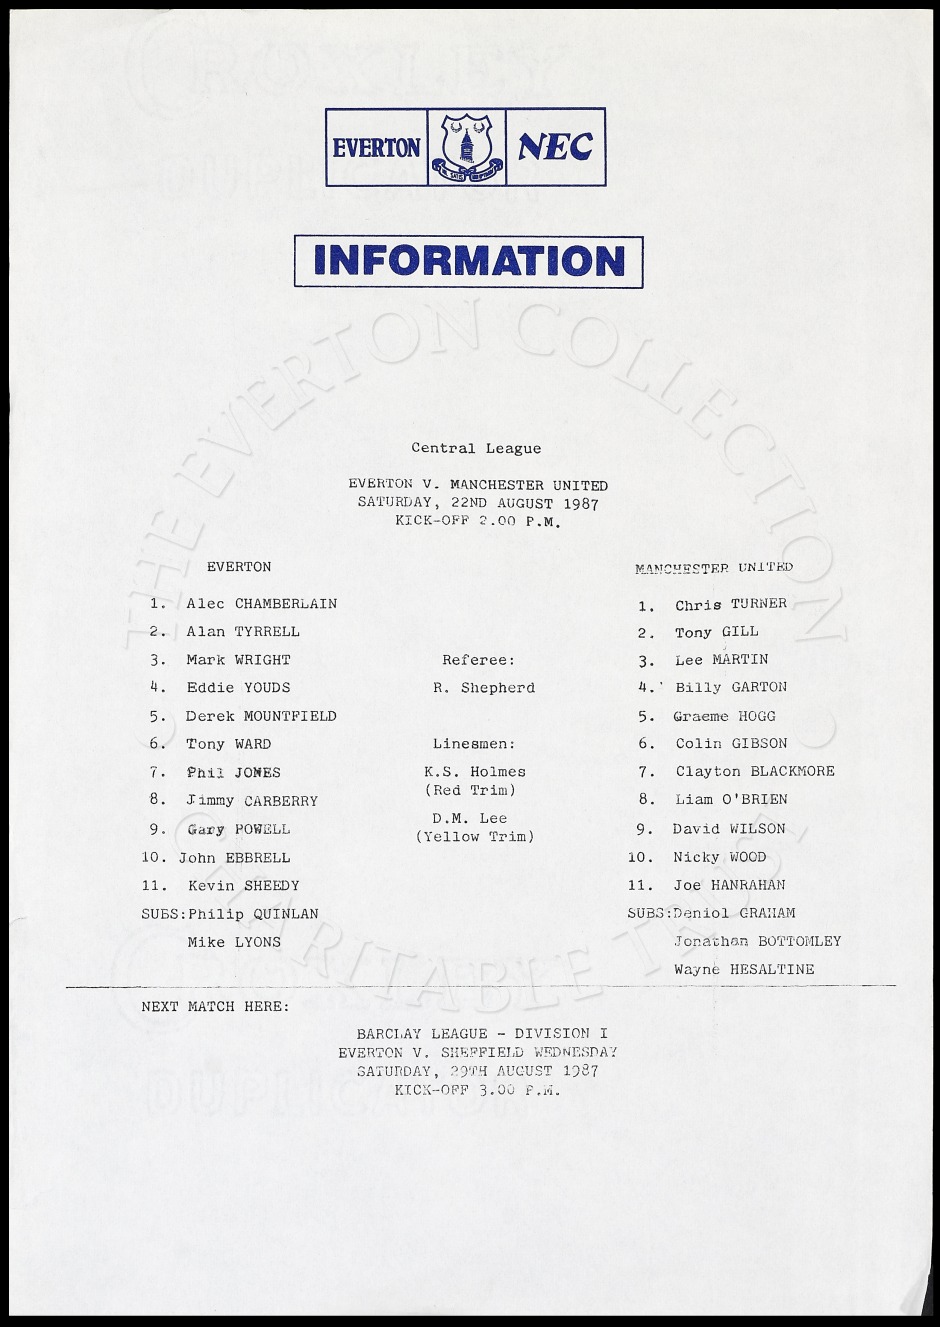 EVERTON NEC
INFORMATION
THE EVERTON COLLECTION
CHARITABLE TRUST
Central League
EVERTON V. MANCHESTER UNITED
SATURDAY, 22ND AUGUST 1987
KICK-OFF 2.00 P.M.
EVERTON
1. Alec CHAMBERLAIN
2. Alan TYRRELL
3. Mark WRIGHT
4. Eddie YOUDS
5. Derek MOUNTFIELD
6. Tony WARD
7. Phil JONES
8. Jimmy CARBERRY
9. Gary POWELL
10. John EBBRELL
11. Kevin SHEEDY
SUBS:Philip QUINLAN
Mike LYONS
Referee:
R. Shepherd
Linesmen:
K.S. Holmes
(Red Trim)
D.M. Lee
(Yellow Trim)
MANCHESTER UNITED
1. Chris TURNER
2. Tony GILL
3. Lee MARTIN
4. Billy GARTON
5. Graeme HOGG
6. Colin GIBSON
7. Clayton BLACKMORE
8. Liam O'BRIEN
9. David WILSON
10. Nicky WOOD
11. Joe HANRAHAN
SUBS:Deniol GRAHAM
Jonathan BOTTOMLEY
Wayne HESALTINE
NEXT MATCH HERE:
BARCLAY LEAGUE - DIVISION I
EVERTON V. SHEFFIELD WEDNESDAY
SATURDAY, 29TH AUGUST 1987
KICK-OFF 3.00 P.M.